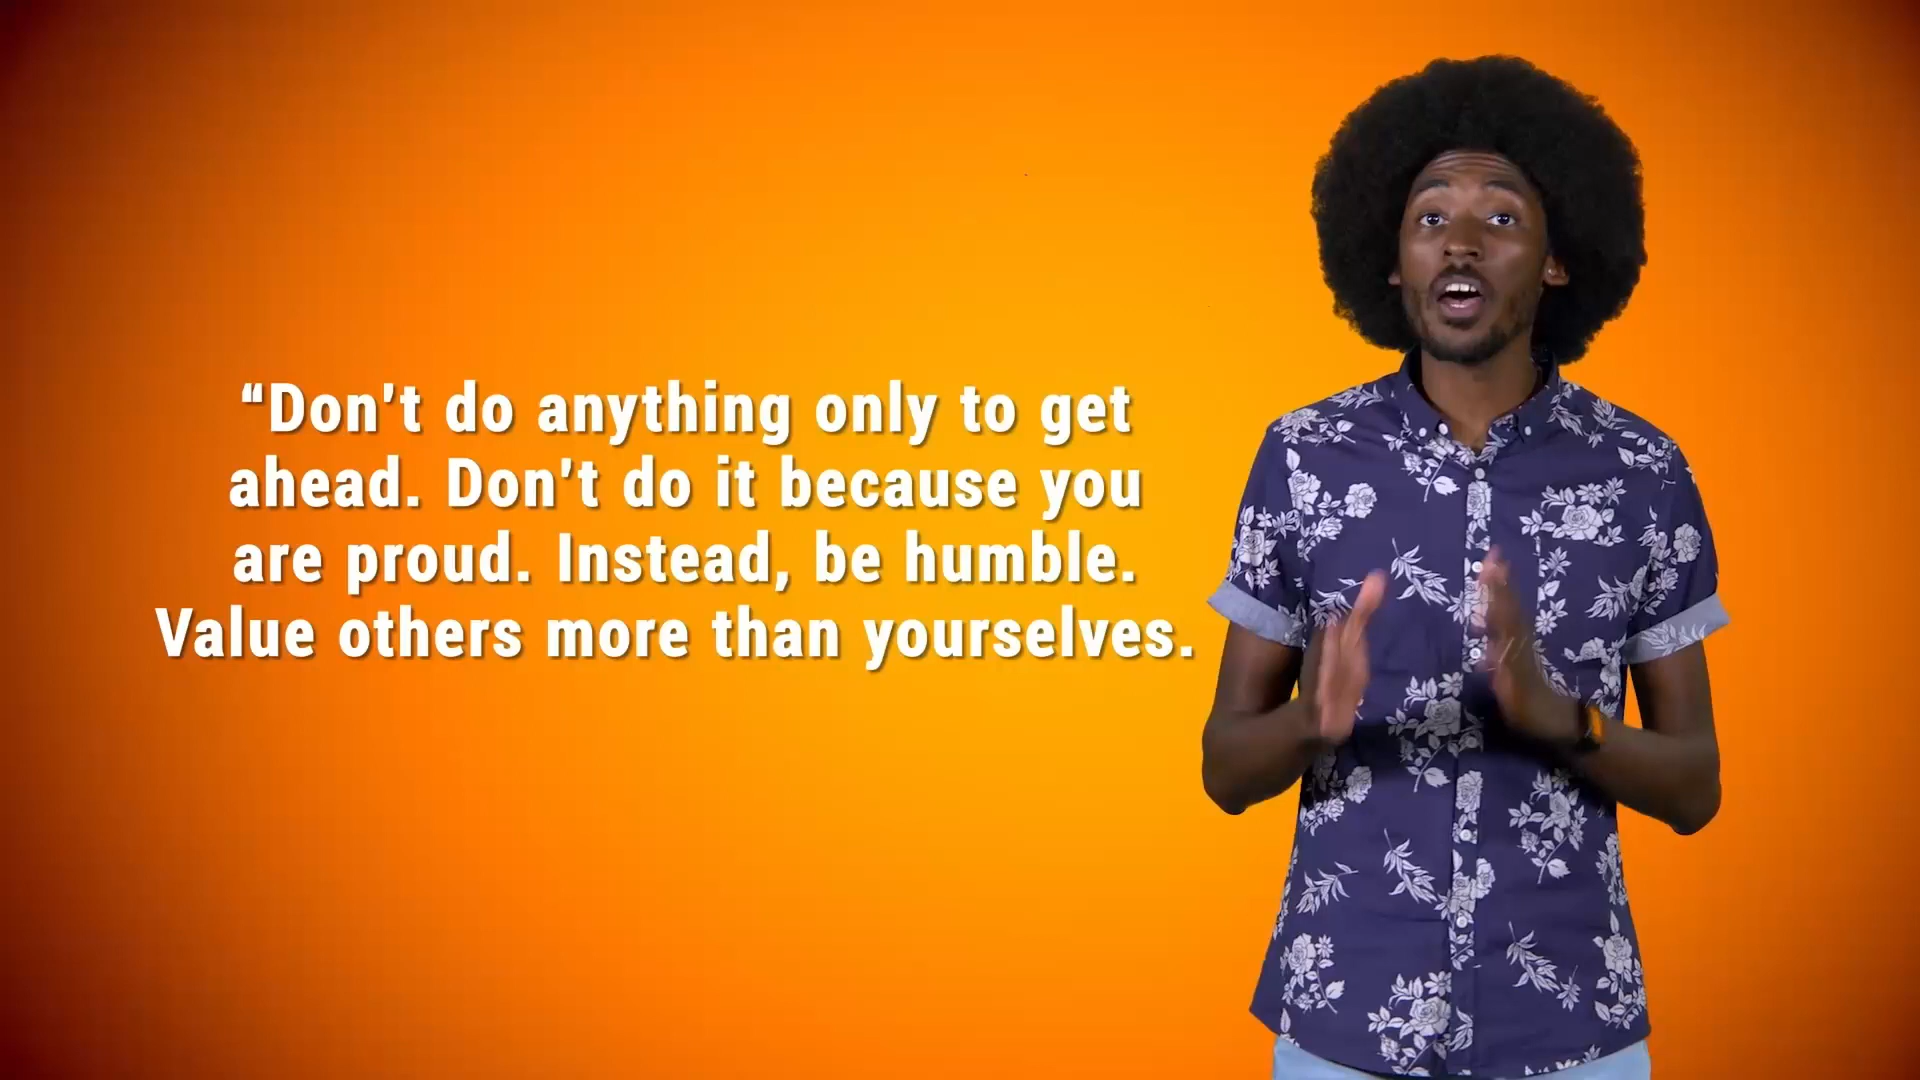 “Don't do anything only to get
ahead. Don't do it because you
are proud. Instead, be humble.
Value others more than yourselves.